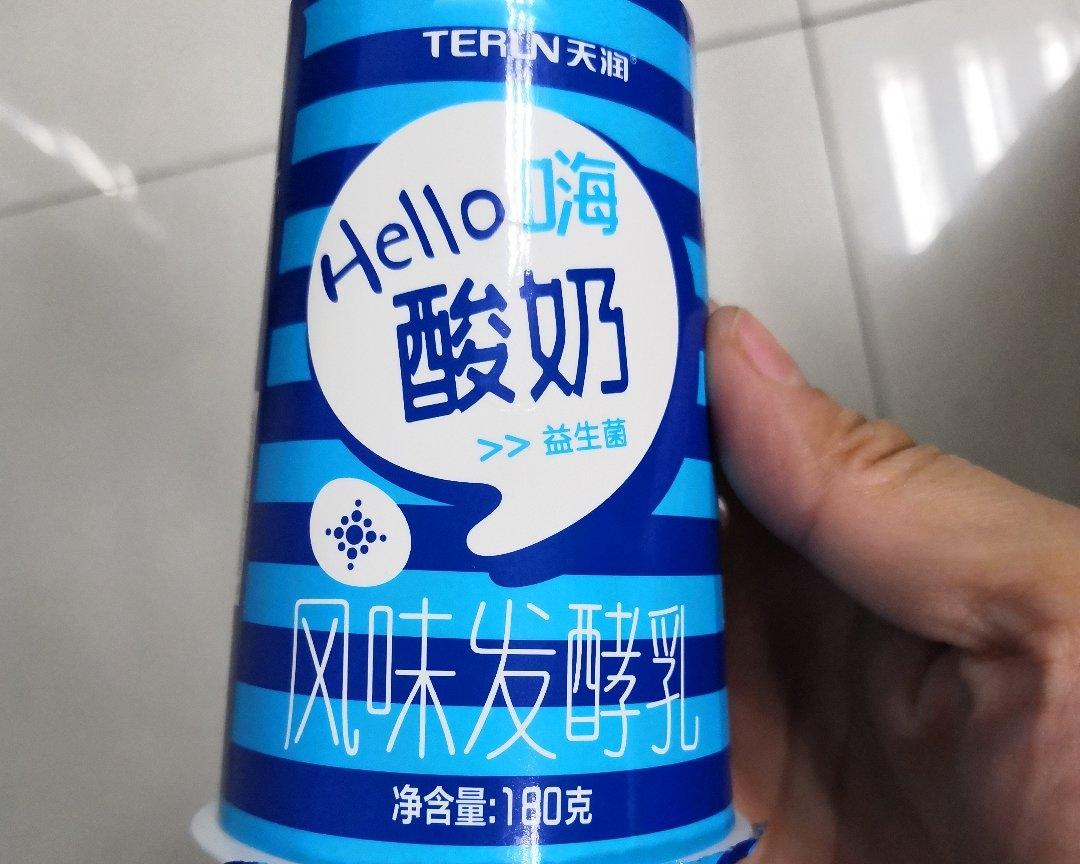 TERUN天润®
Hello嗨
酸奶
>> 益生菌
风味发酵乳
净含量:180克